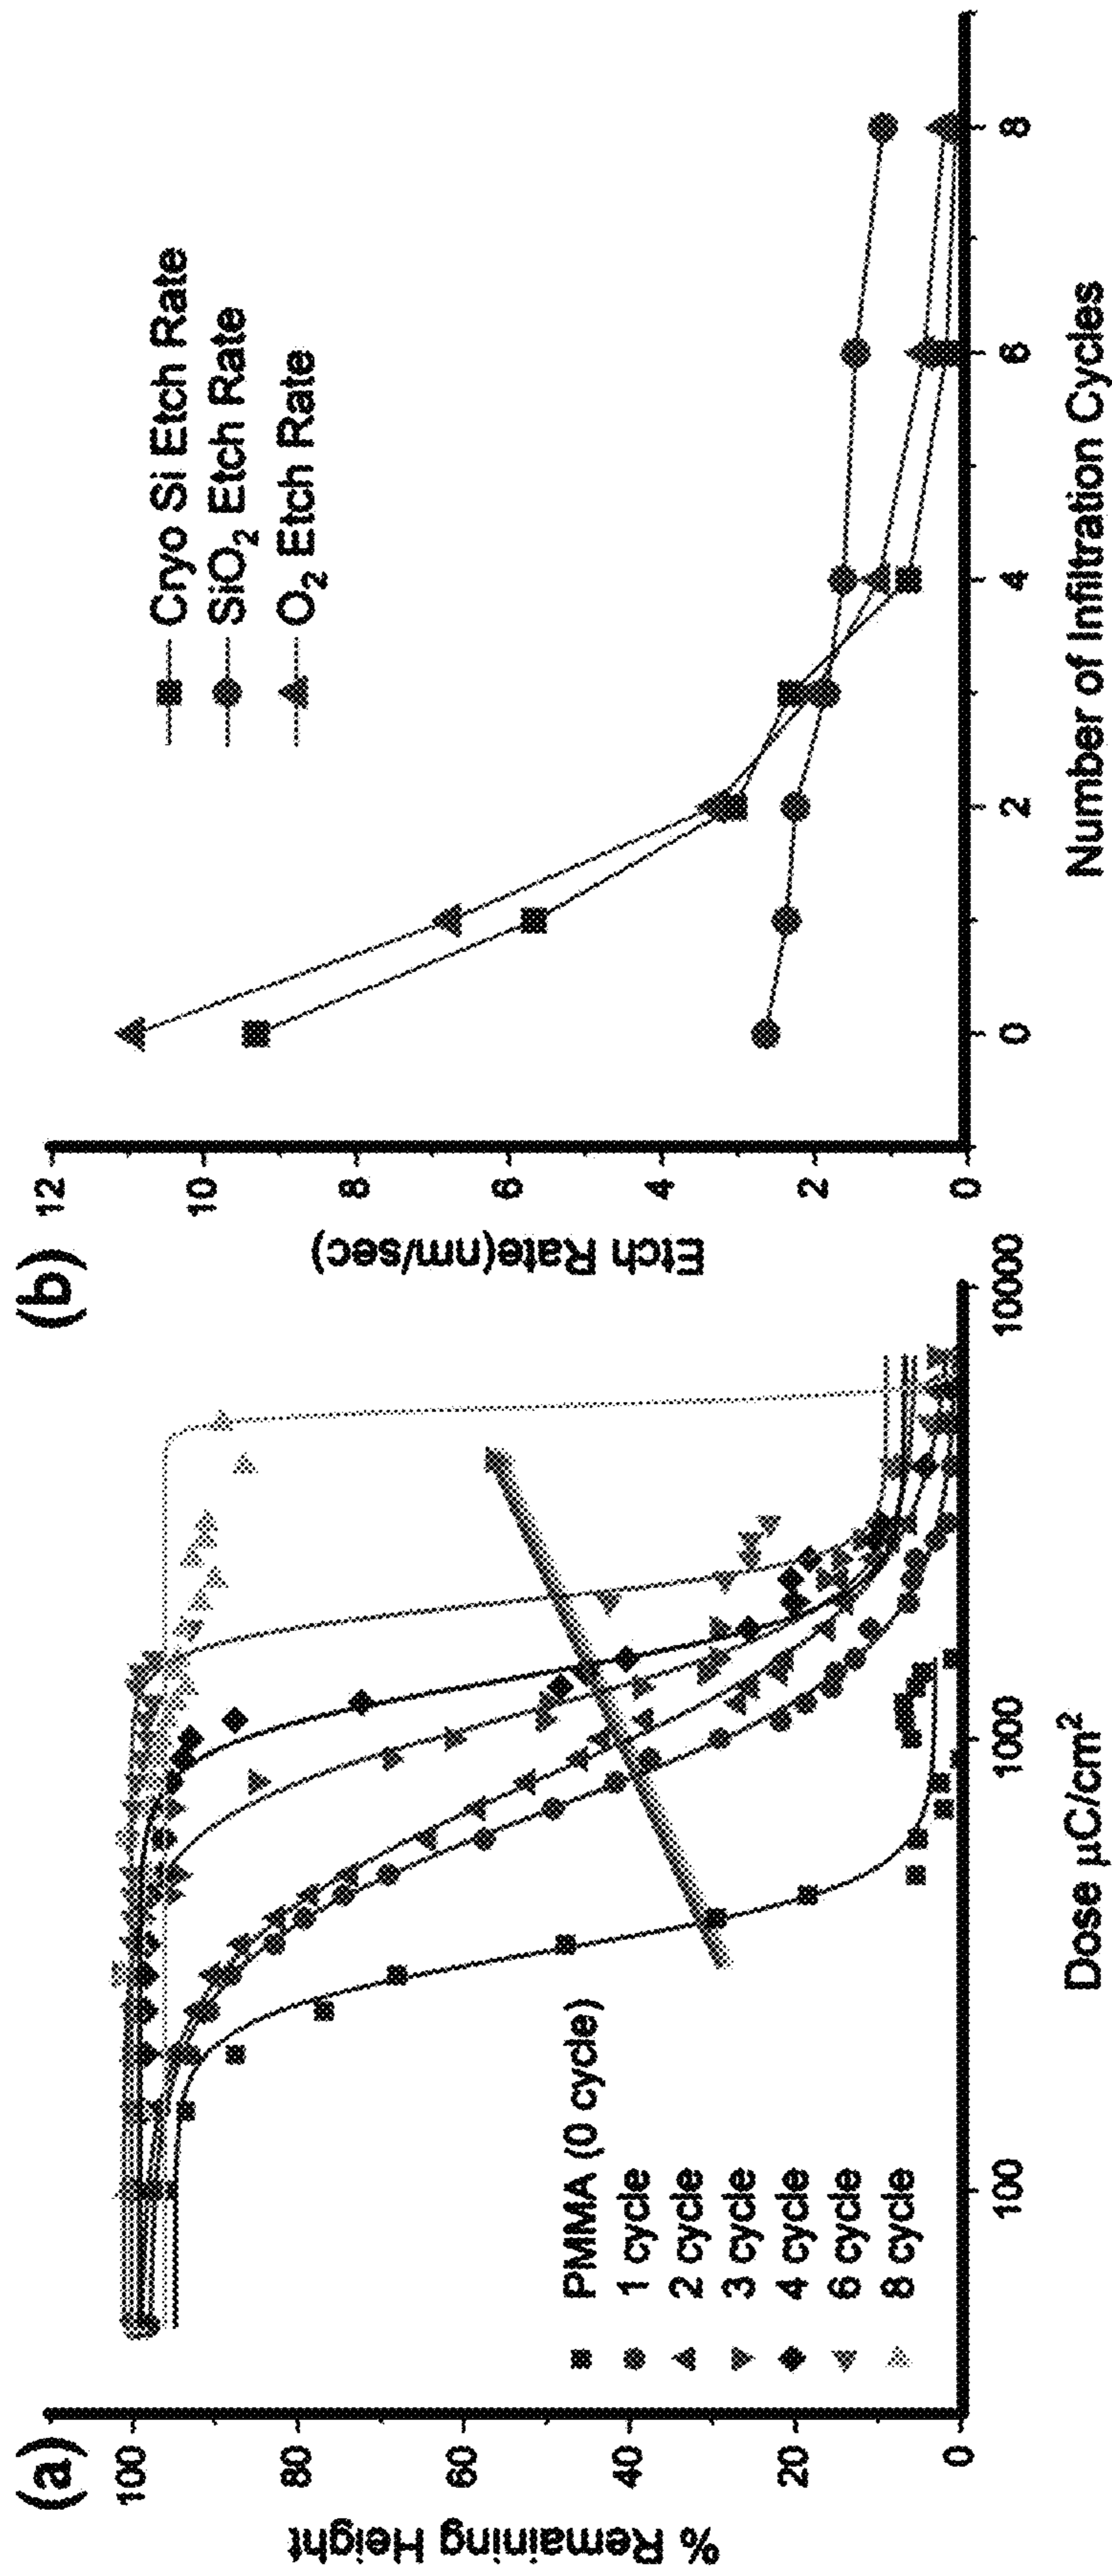 (a)
% Remaining Height
100
80
60
40
20
0
PMMA (0 cycle)
1 cycle
2 cycle
3 cycle
4 cycle
6 cycle
8 cycle
100
1000
10000
Dose µC/cm²
(b)
Etch Rate(nm/sec)
12
10
8
6
4
2
0
Cryo Si Etch Rate
SiO₂ Etch Rate
O₂ Etch Rate
0
2
4
6
8
Number of Infiltration Cycles